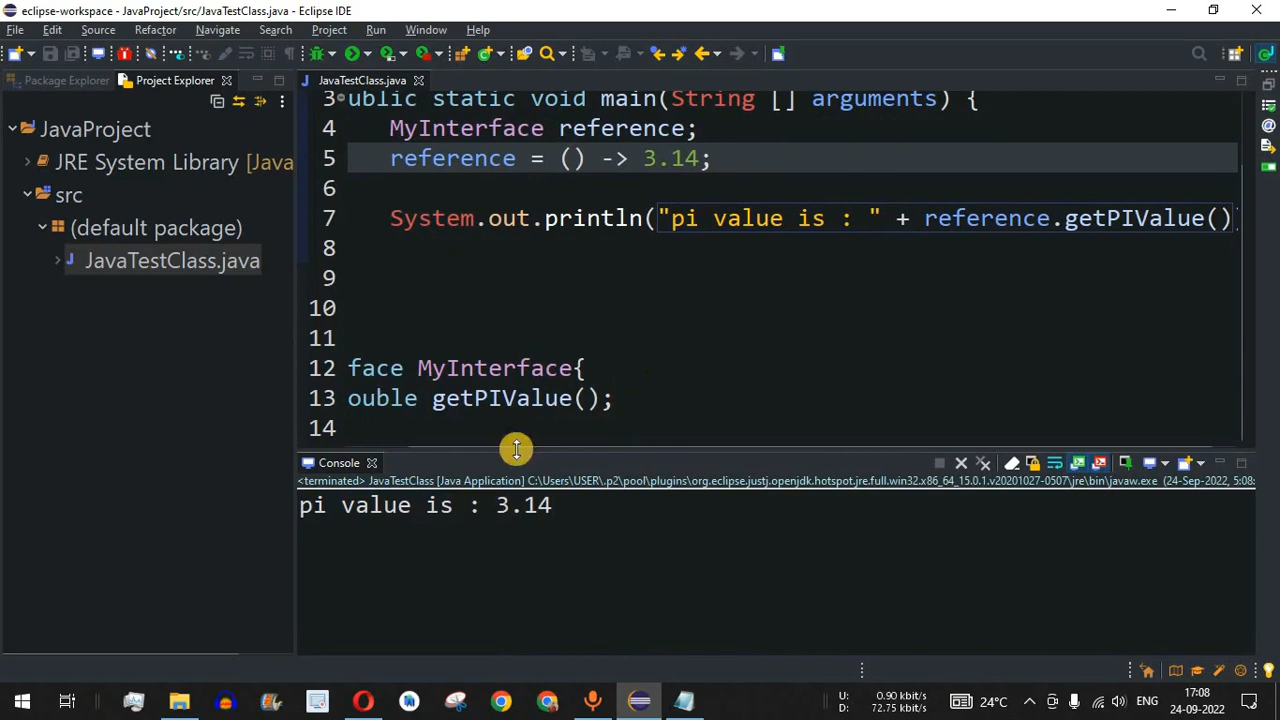 eclipse-workspace - JavaProject/src/JavaTestClass.java - Eclipse IDE
File Edit Source Refactor Navigate Search Project Run Window Help
Package Explorer Project Explorer JavaTestClass.java
JavaProject
JRE System Library [Java
src
(default package)
JavaTestClass.java
3 ublic static void main(String [] arguments) {
4 MyInterface reference;
5 reference = () -> 3.14;
6
7 System.out.println("pi value is : " + reference.getPIValue()
8
9
10
11
12 face MyInterface{
13 ouble getPIValue();
14
Console
<terminated> JavaTestClass [Java Application] C:\Users\USER\.p2\pool\plugins\org.eclipse.justj.openjdk.hotspot.jre.full.win32.x86_64_15.0.1.v20201027-0507\jre\bin\javaw.exe (24-Sep-2022, 5:08:
pi value is : 3.14
U: 0.90 kbit/s
D: 72.75 kbit/s
24°C
ENG
17:08
24-09-2022